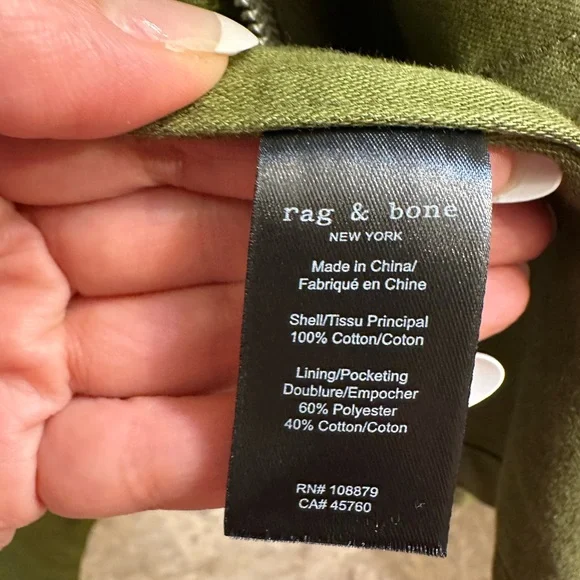 rag & bone
NEW YORK
Made in China/
Fabriqué en Chine
Shell/Tissu Principal
100% Cotton/Coton
Lining/Pocketing
Doublure/Empocher
60% Polyester
40% Cotton/Coton
RN# 108879
CA# 45760